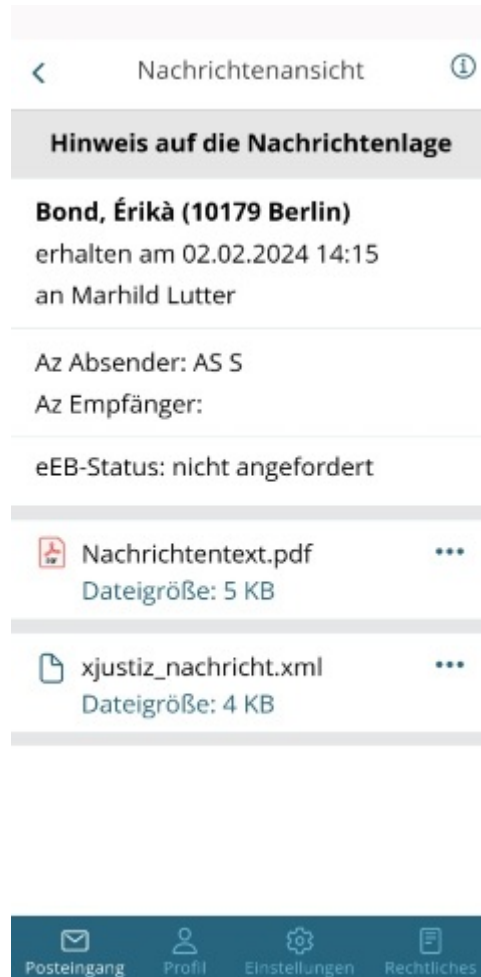 Nachrichtenansicht
Hinweis auf die Nachrichtenlage
Bond, Érikà (10179 Berlin)
erhalten am 02.02.2024 14:15
an Marhild Lutter
Az Absender: AS S
Az Empfänger:
eEB-Status: nicht angefordert
Nachrichtentext.pdf
Dateigröße: 5 KB
xjustiz_nachricht.xml
Dateigröße: 4 KB
Posteingang Profil Einstellungen Rechtliches